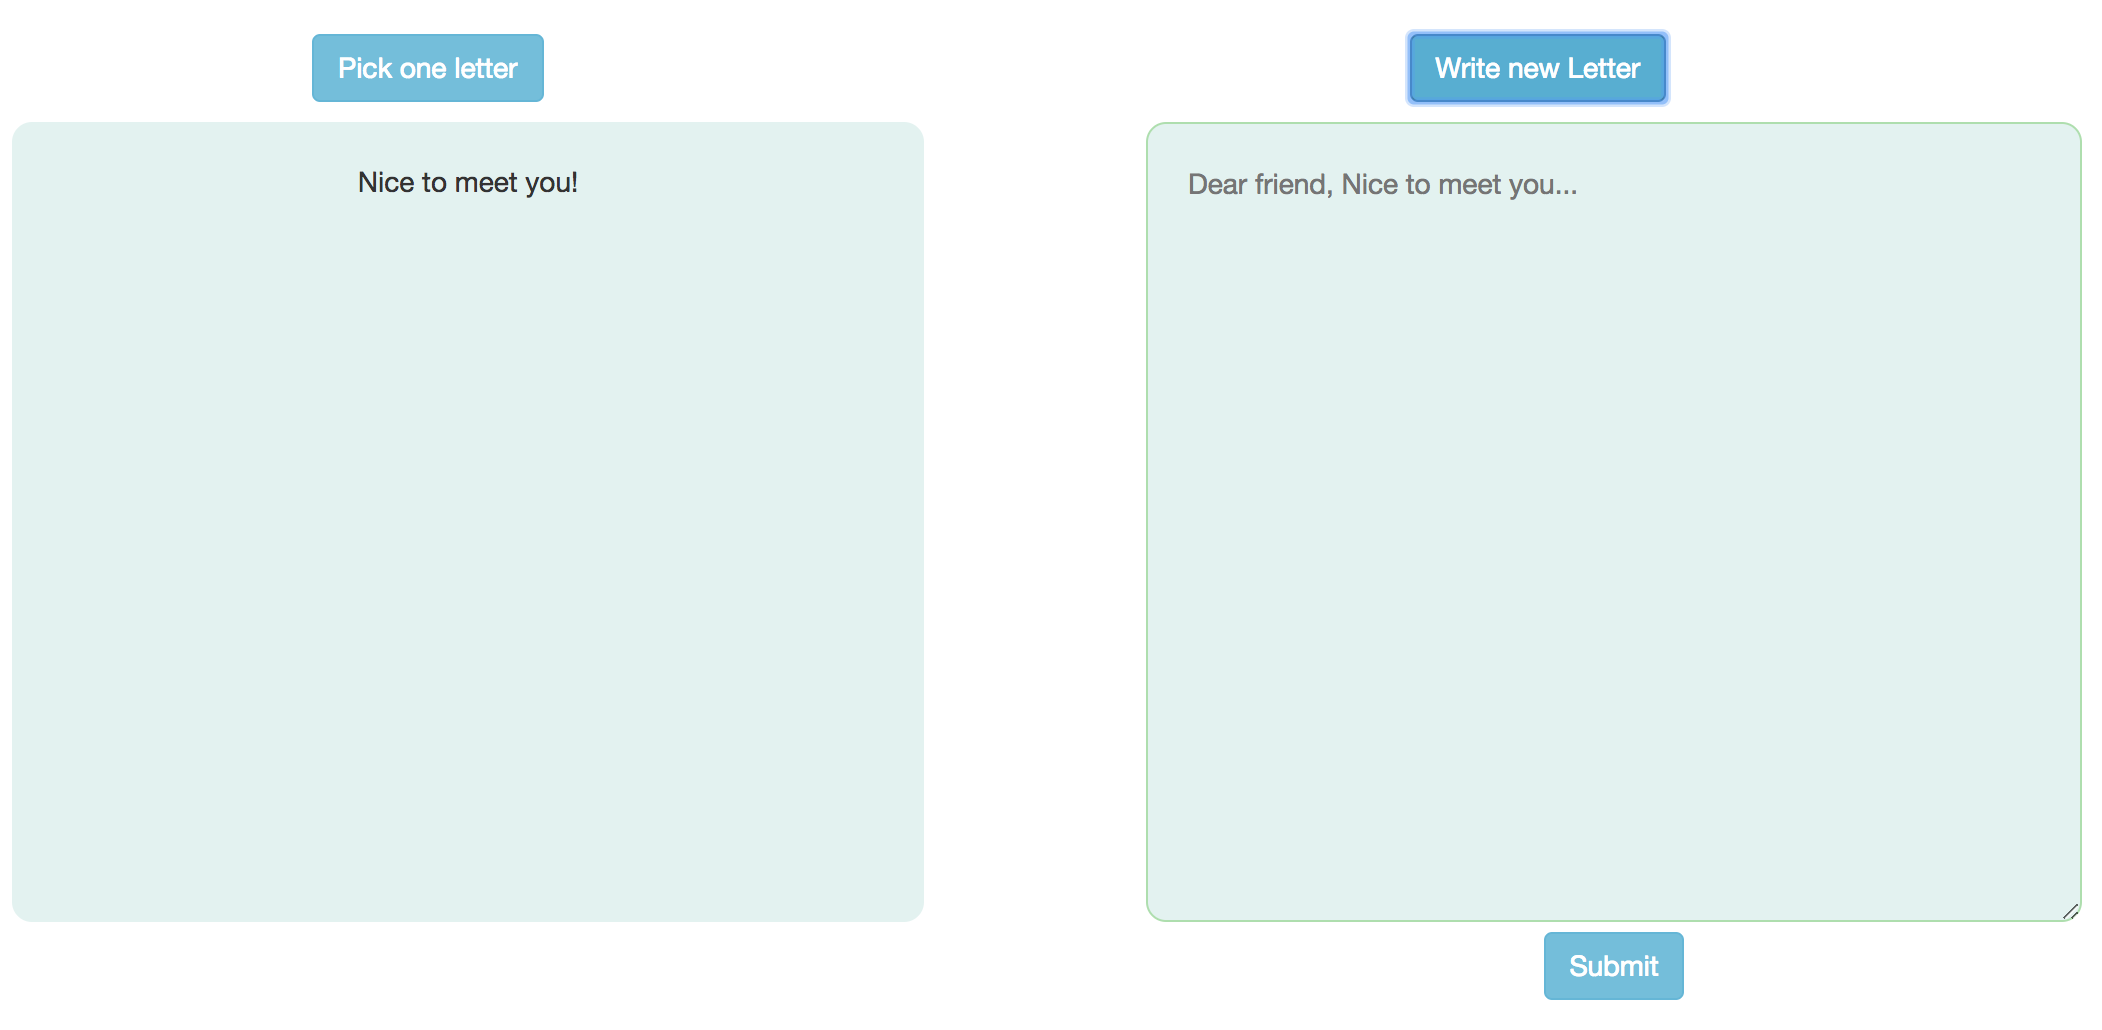 Pick one letter
Write new Letter
Nice to meet you!
Dear friend, Nice to meet you...
Submit